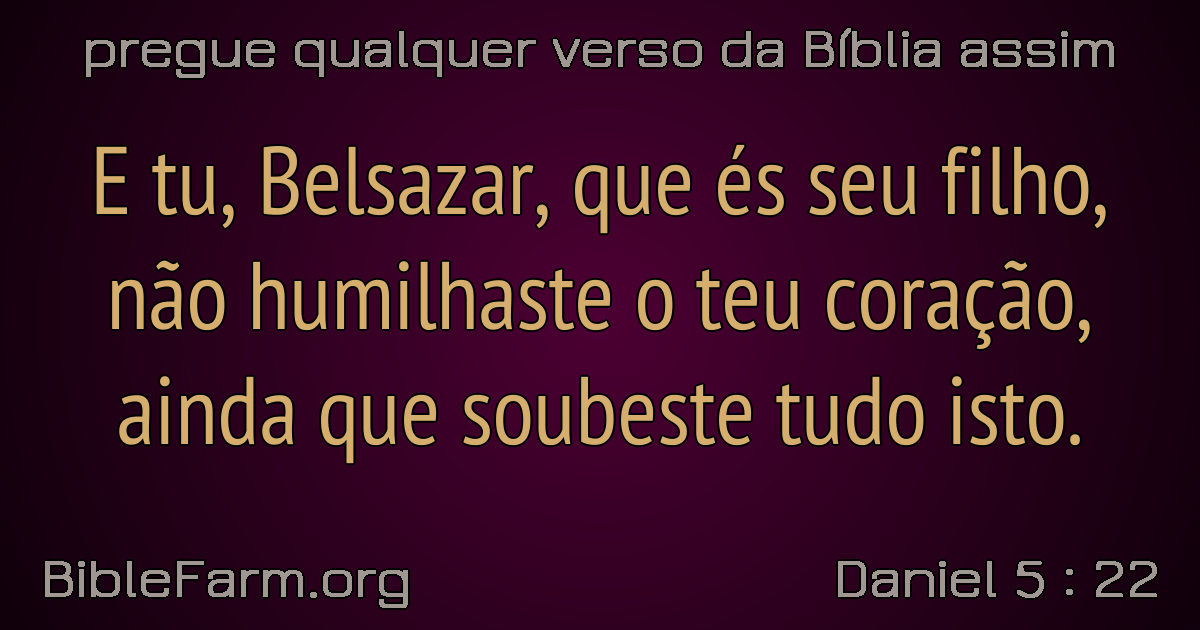 pregue qualquer verso da Bíblia assim
E tu, Belsazar, que és seu filho,
não humilhaste o teu coração,
ainda que soubeste tudo isto.
BibleFarm.org
Daniel 5 : 22